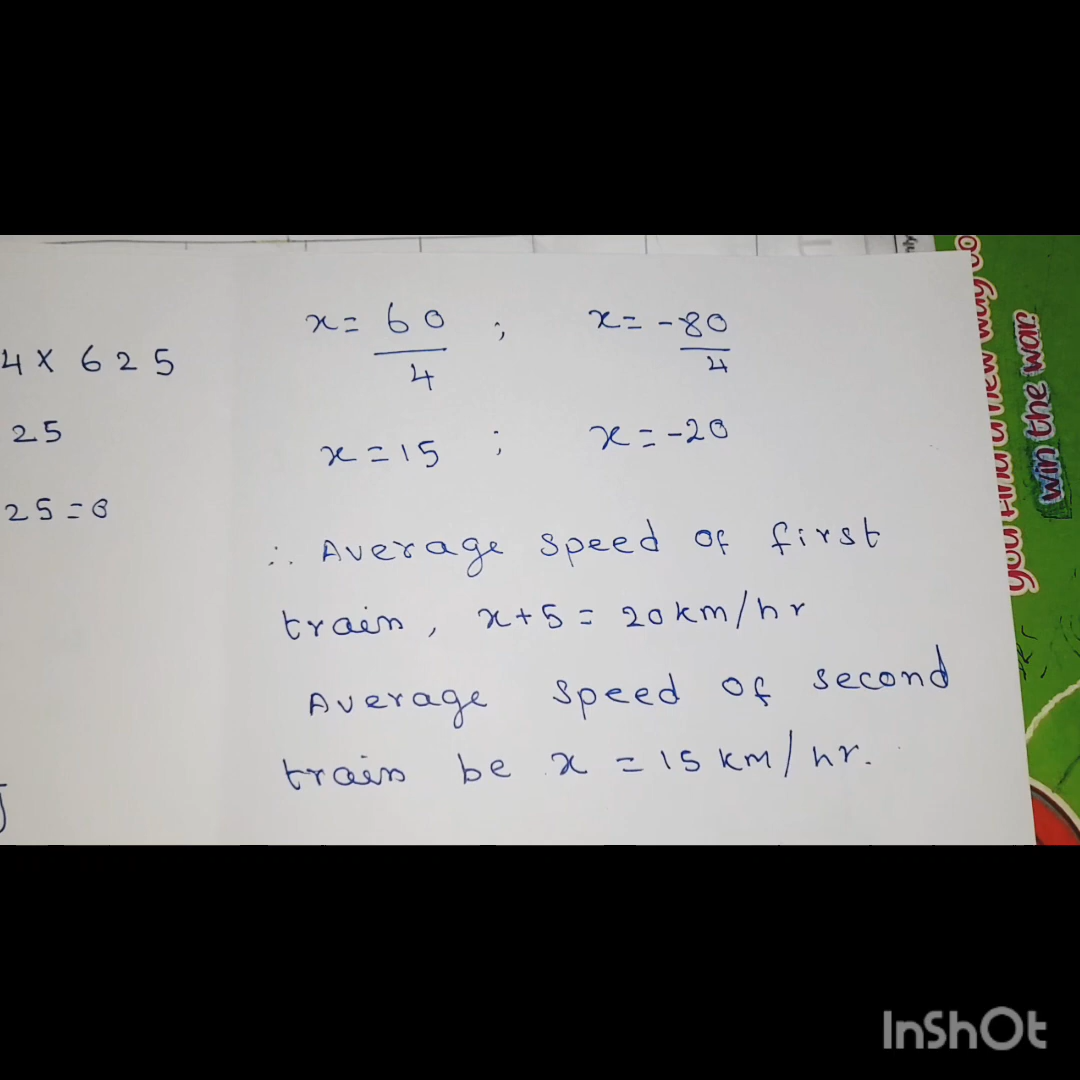 4 × 625
25
25 = 0
x = 60/4 ; x = -80/4
x = 15 ; x = -20
∴ Average speed of first
train, x+5 = 20 km/hr
Average speed of second
train be x = 15 km/hr.
win the war
InShOt